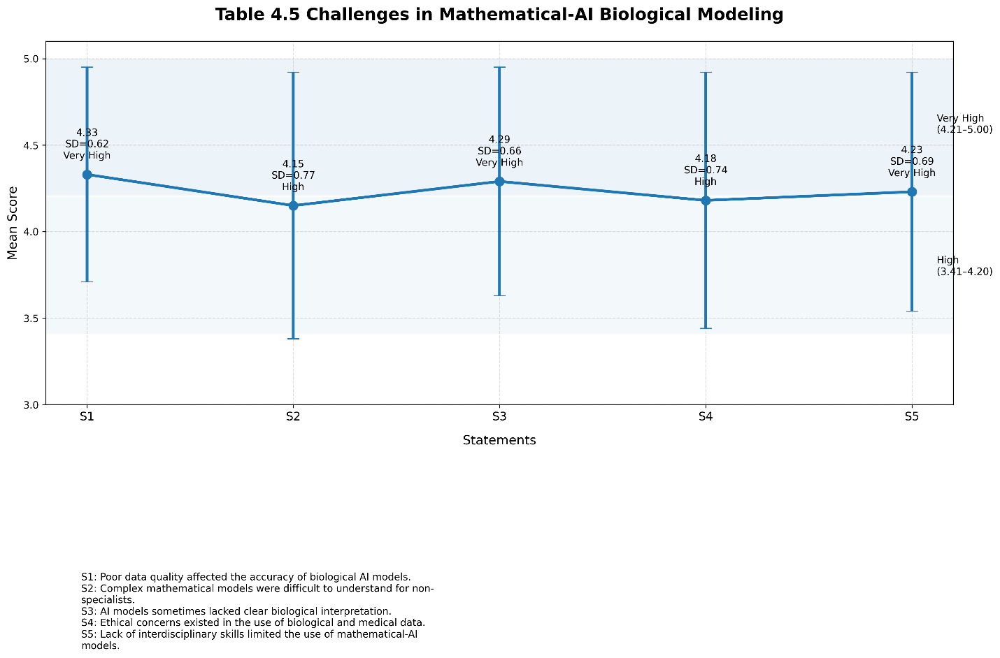 Table 4.5 Challenges in Mathematical-AI Biological Modeling
Mean Score
5.0
4.5
4.0
3.5
3.0
4.33
SD=0.62
Very High
4.15
SD=0.77
High
4.29
SD=0.66
Very High
4.18
SD=0.74
High
4.23
SD=0.69
Very High
Very High
(4.21–5.00)
High
(3.41–4.20)
S1
S2
S3
S4
S5
Statements
S1: Poor data quality affected the accuracy of biological AI models.
S2: Complex mathematical models were difficult to understand for non-
specialists.
S3: AI models sometimes lacked clear biological interpretation.
S4: Ethical concerns existed in the use of biological and medical data.
S5: Lack of interdisciplinary skills limited the use of mathematical-AI
models.